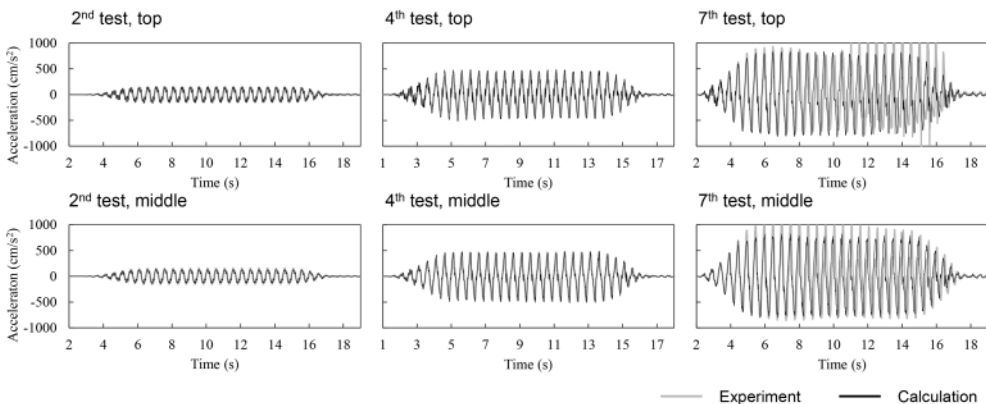 2nd test, top
4th test, top
7th test, top
Acceleration (cm/s²)
1000
500
0
-500
-1000
2 4 6 8 10 12 14 16 18
1 3 5 7 9 11 13 15 17
2 4 6 8 10 12 14 16 18
Time (s)
Time (s)
Time (s)
2nd test, middle
4th test, middle
7th test, middle
Acceleraton (cm/s²)
1000
500
0
-500
-1000
2 4 6 8 10 12 14 16 18
1 3 5 7 9 11 13 15 17
2 4 6 8 10 12 14 16 18
Time (s)
Time (s)
Time (s)
Experiment
Calculation